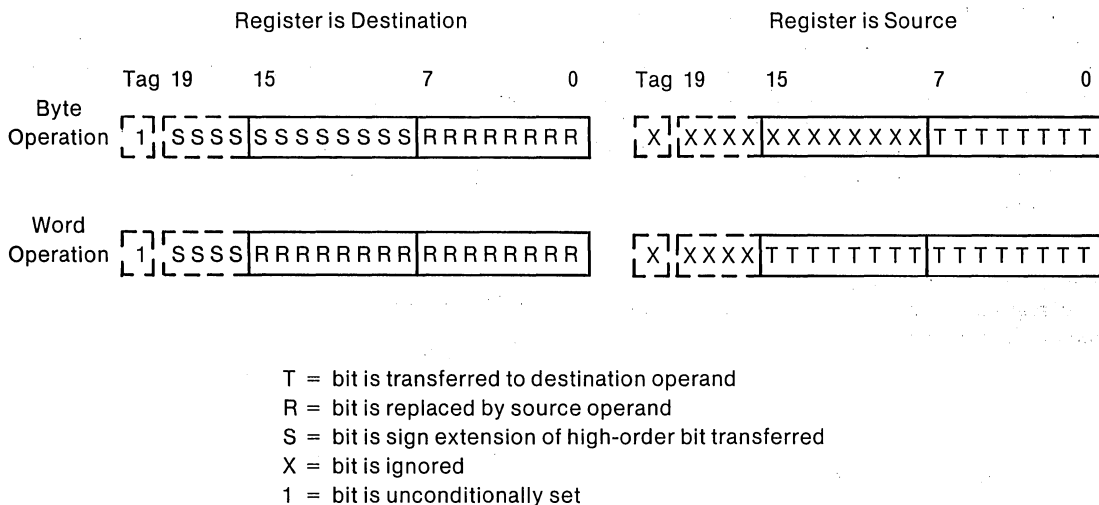 Register is Destination Register is Source
Tag 19 15 7 0 Tag 19 15 7 0
Byte
Operation 1 SSSS SSSSSSSS RRRRRRRR X XXXX XXXXXXXX TTTTTTTT
Word
Operation 1 SSSS RRRRRRRR RRRRRRRR X XXXX TTTTTTTT TTTTTTTT
T = bit is transferred to destination operand
R = bit is replaced by source operand
S = bit is sign extension of high-order bit transferred
X = bit is ignored
1 = bit is unconditionally set